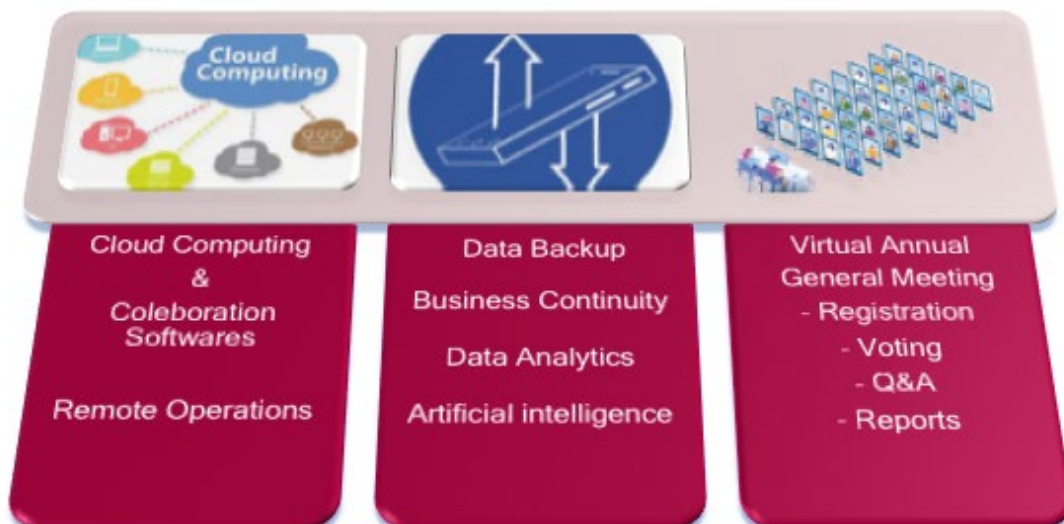 Cloud
Computing
Cloud Computing
&
Coleboration
Softwares
Remote Operations
Data Backup
Business Continuity
Data Analytics
Artificial intelligence
Virtual Annual
General Meeting
- Registration
- Voting
- Q&A
- Reports